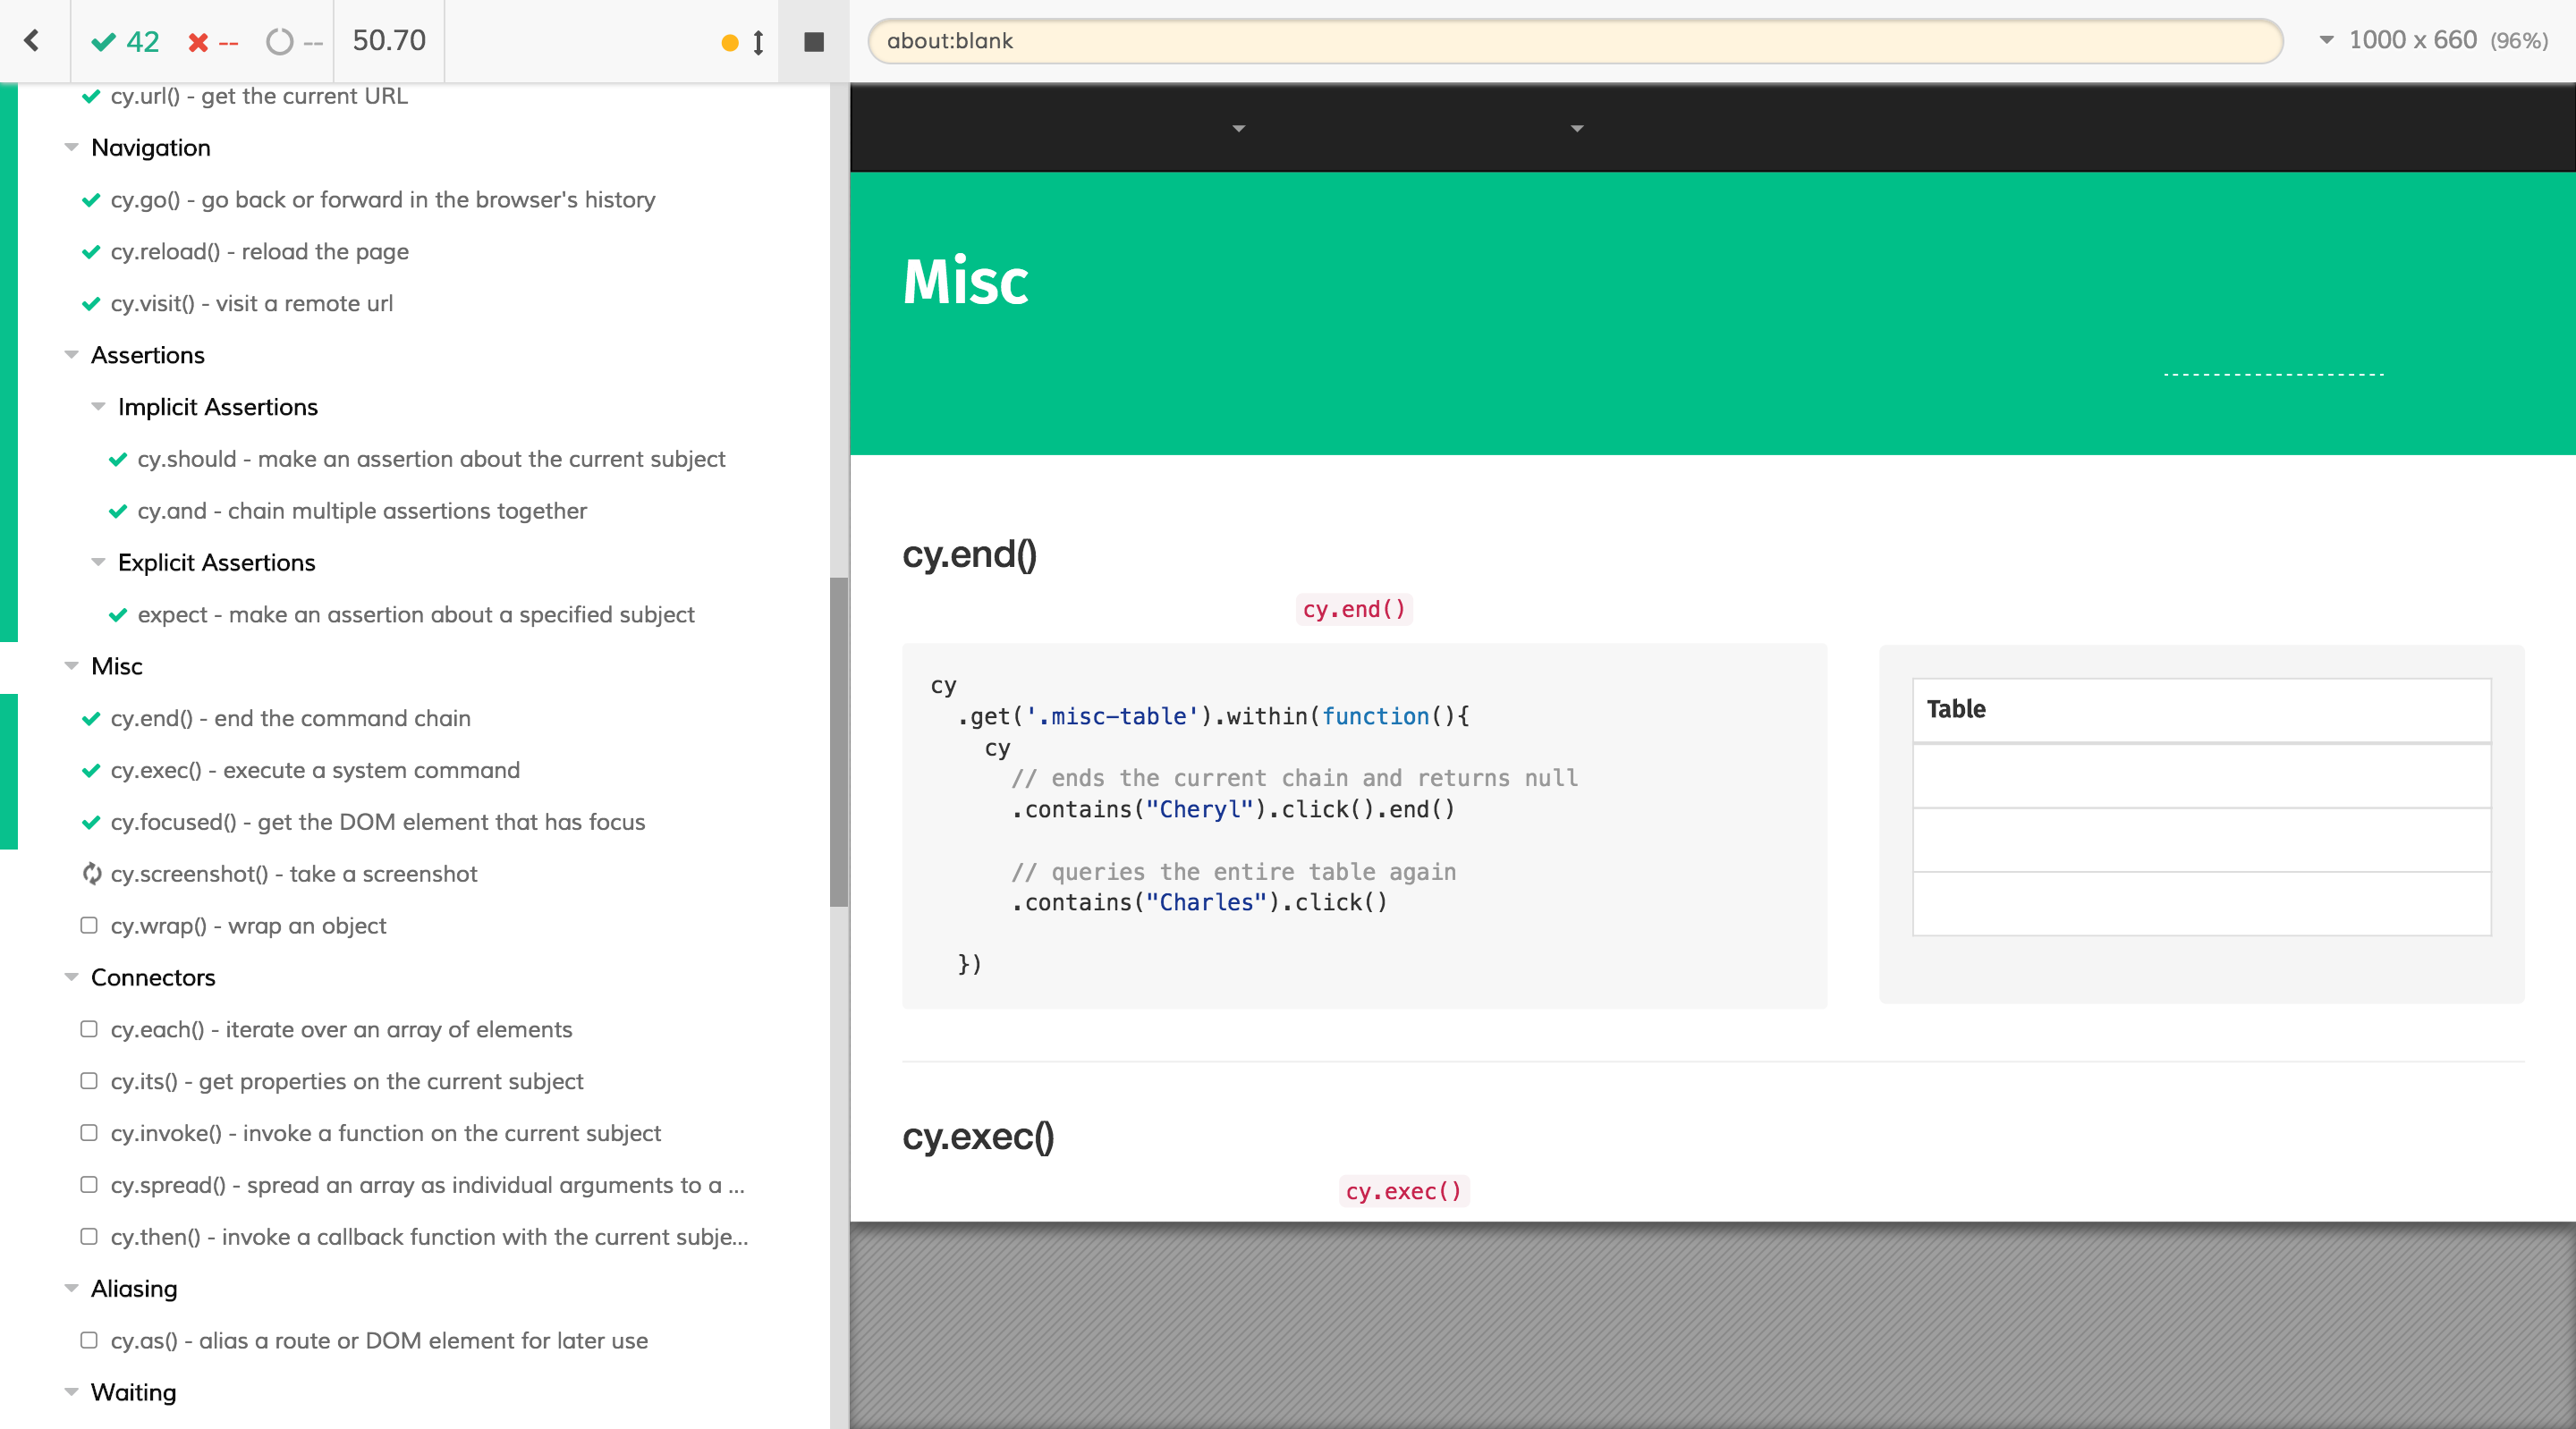 42 -- -- 50.70
about:blank
1000 x 660 (96%)
cy.url() - get the current URL
Navigation
cy.go() - go back or forward in the browser's history
cy.reload() - reload the page
cy.visit() - visit a remote url
Assertions
Implicit Assertions
cy.should - make an assertion about the current subject
cy.and - chain multiple assertions together
Explicit Assertions
expect - make an assertion about a specified subject
Misc
cy.end() - end the command chain
cy.exec() - execute a system command
cy.focused() - get the DOM element that has focus
cy.screenshot() - take a screenshot
cy.wrap() - wrap an object
Connectors
cy.each() - iterate over an array of elements
cy.its() - get properties on the current subject
cy.invoke() - invoke a function on the current subject
cy.spread() - spread an array as individual arguments to a ...
cy.then() - invoke a callback function with the current subje...
Aliasing
cy.as() - alias a route or DOM element for later use
Waiting
Misc
cy.end()
cy.end()
cy
.get('.misc-table').within(function(){
cy
// ends the current chain and returns null
.contains("Cheryl").click().end()
// queries the entire table again
.contains("Charles").click()
})
Table
cy.exec()
cy.exec()